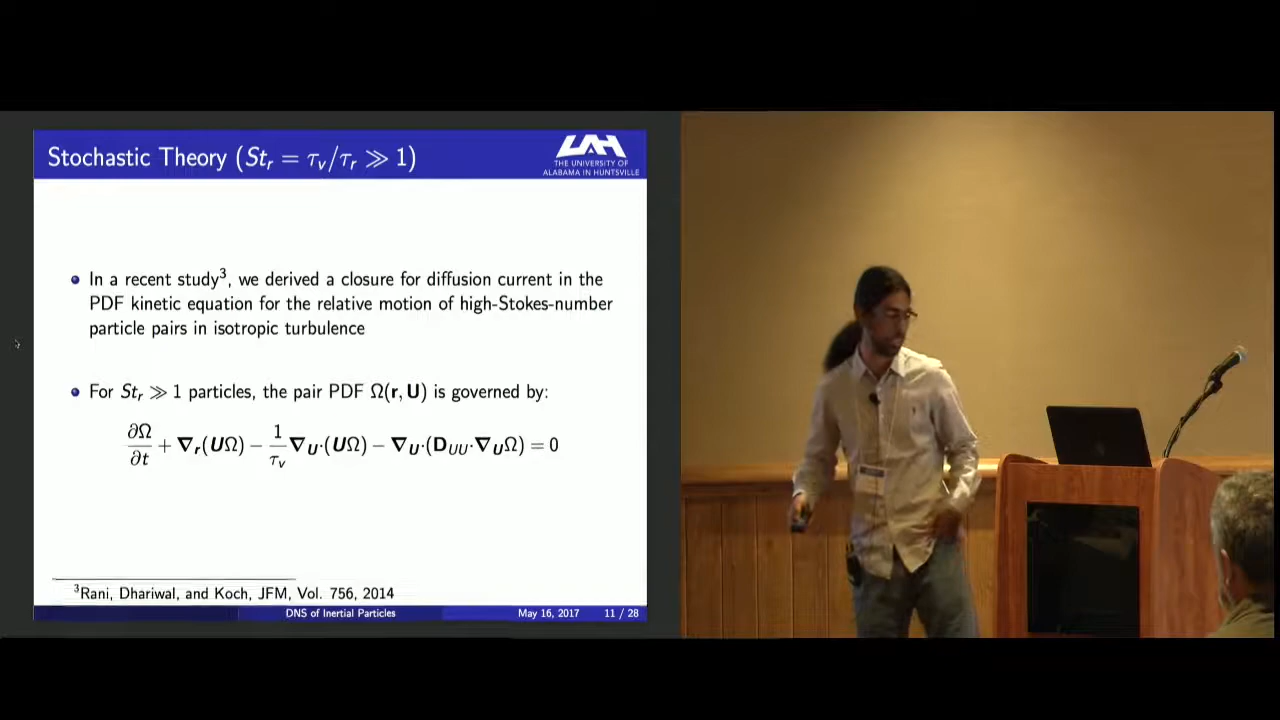 Stochastic Theory (St_r = τ_v/τ_r ≫ 1)
UAH
THE UNIVERSITY OF
ALABAMA IN HUNTSVILLE
In a recent study³, we derived a closure for diffusion current in the
PDF kinetic equation for the relative motion of high-Stokes-number
particle pairs in isotropic turbulence
For St_r ≫ 1 particles, the pair PDF Ω(r, U) is governed by:
∂Ω/∂t + ∇_r(UΩ) − 1/τ_v ∇_U·(UΩ) − ∇_U·(D_UU·∇_UΩ) = 0
³Rani, Dhariwal, and Koch, JFM, Vol. 756, 2014
DNS of Inertial Particles May 16, 2017 11 / 28